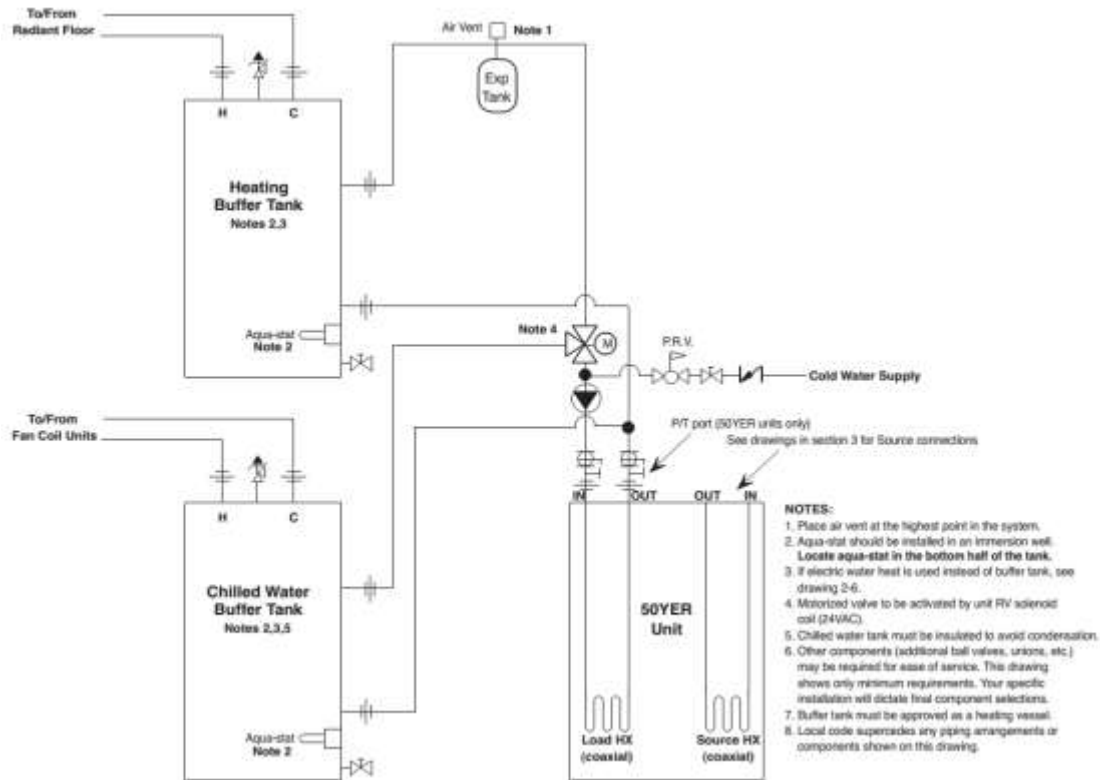 To/From
Radiant Floor
Air Vent
Note 1
Exp
Tank
H
C
Heating
Buffer Tank
Notes 2,3
Aqua-stat
Note 2
Note 4
M
P.R.V.
Cold Water Supply
To/From
Fan Coil Units
P/T port (50YER units only)
See drawings in section 3 for Source connections
H
C
IN
OUT
OUT
IN
Chilled Water
Buffer Tank
Notes 2,3,5
50YER
Unit
Aqua-stat
Note 2
Load HX
(coaxial)
Source HX
(coaxial)
NOTES:
1. Place air vent at the highest point in the system.
2. Aqua-stat should be installed in an immersion well.
Locate aqua-stat in the bottom half of the tank.
3. If electric water heat is used instead of buffer tank, see
drawing 2-6.
4. Motorized valve to be activated by unit RV solenoid
coil (24VAC).
5. Chilled water tank must be insulated to avoid condensation.
6. Other components (additional ball valves, unions, etc.)
may be required for ease of service. This drawing
shows only minimum requirements. Your specific
installation will dictate final component selections.
7. Buffer tank must be approved as a heating vessel.
8. Local code supercedes any piping arrangements or
components shown on this drawing.